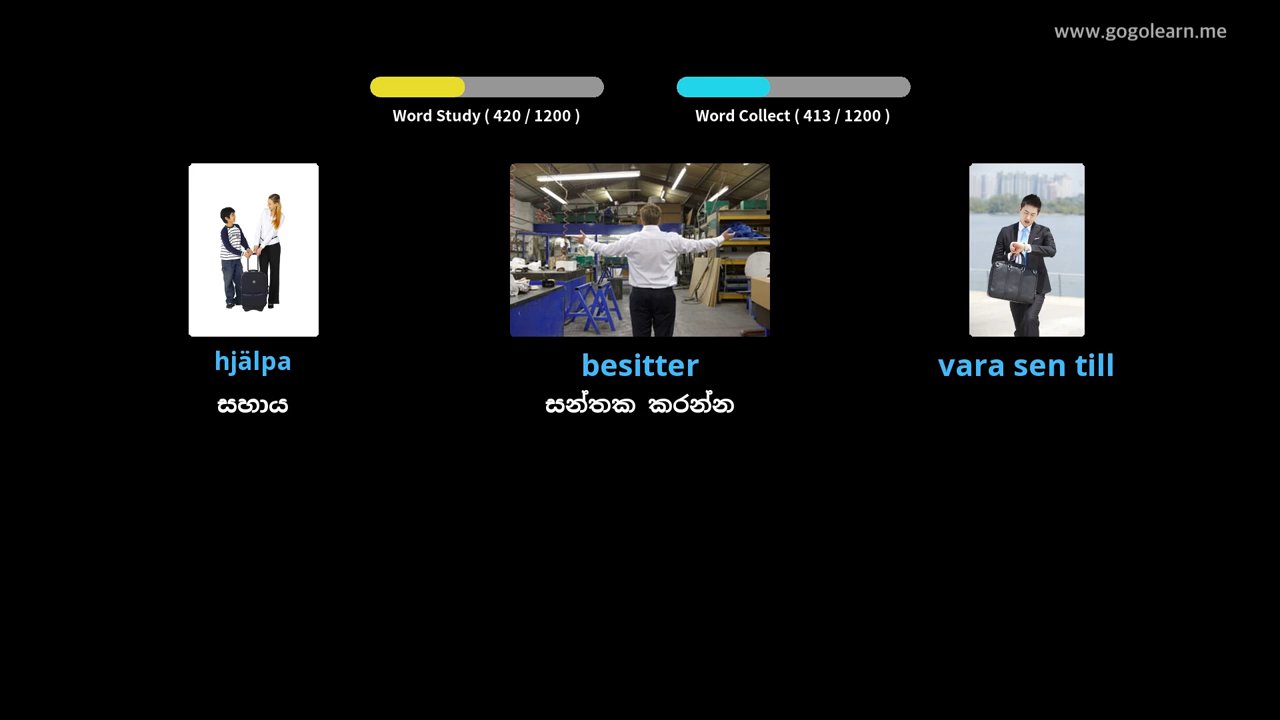 www.gogolearn.me
Word Study ( 420 / 1200 )
Word Collect ( 413 / 1200 )
hjälpa
besitter
vara sen till
සහාය
සන්තක කරන්න